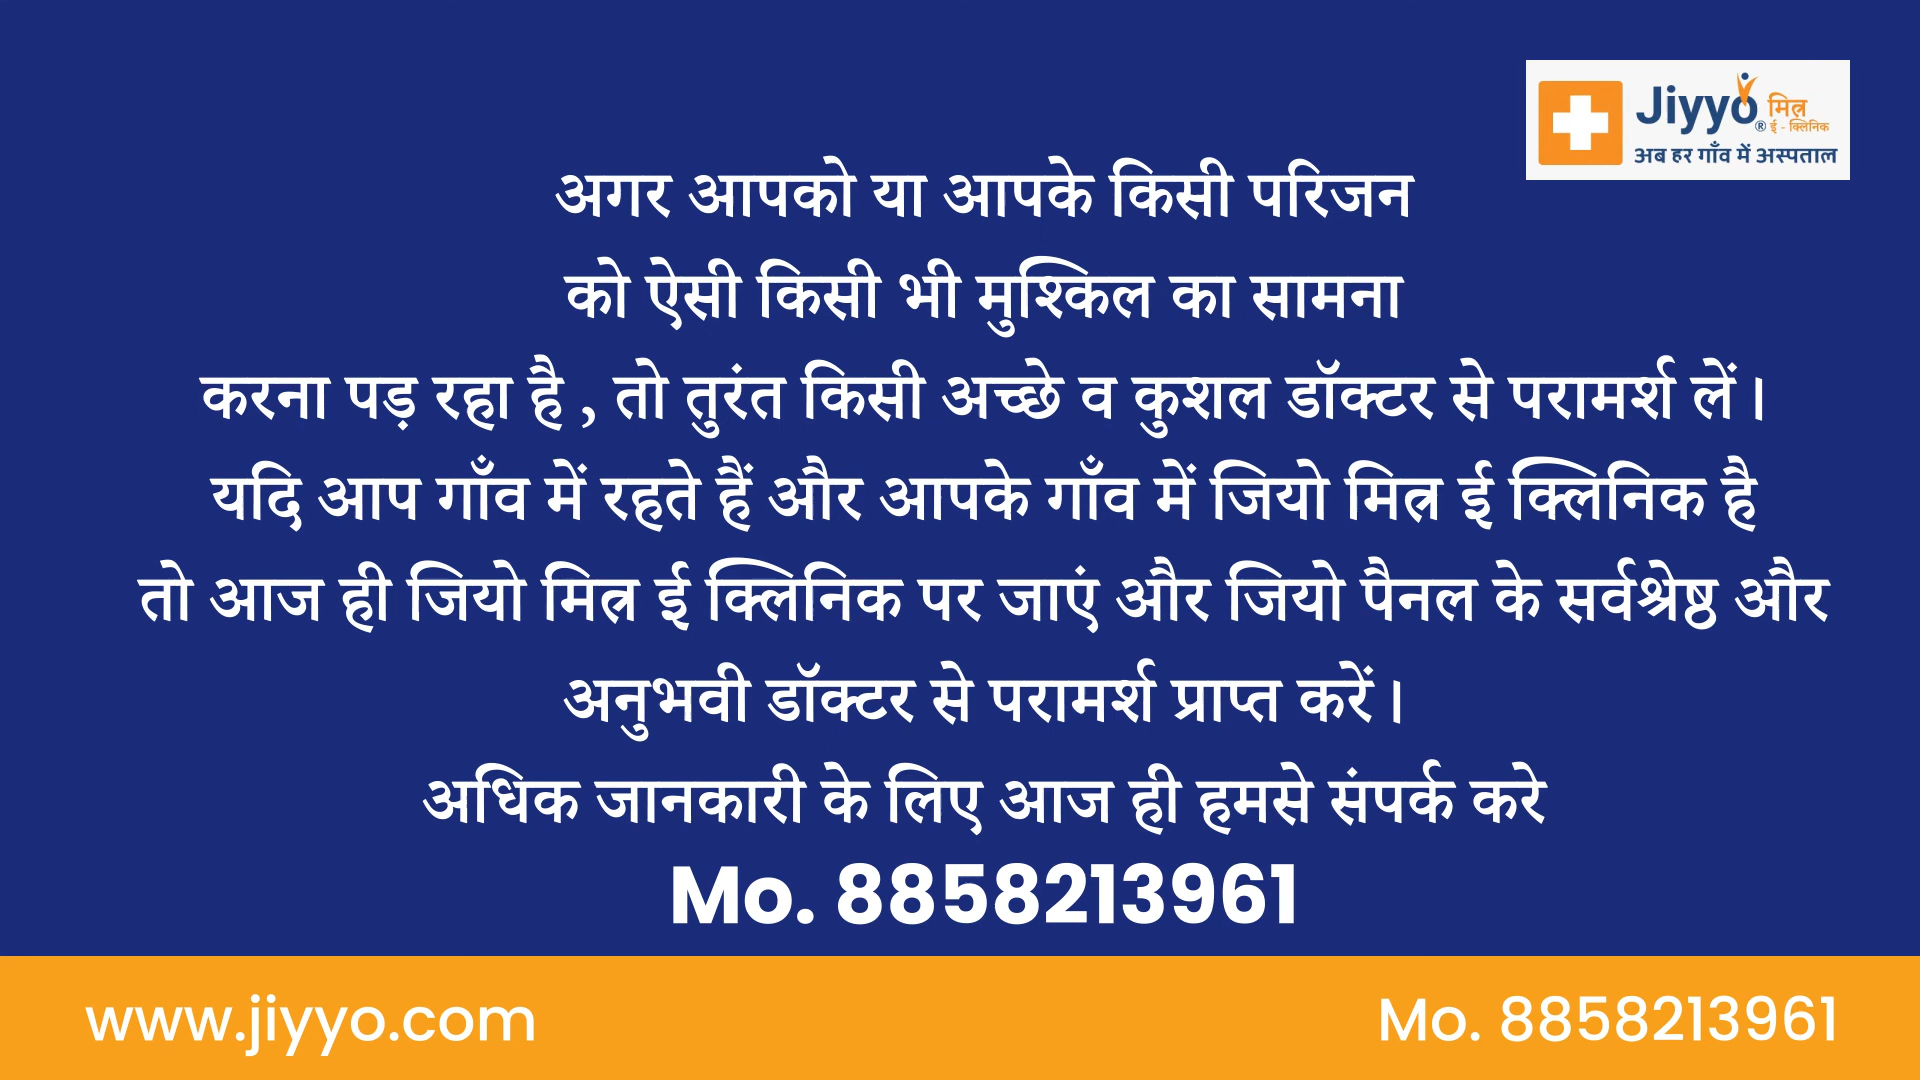 Jiyyo मित्र
® ई - क्लिनिक
अब हर गाँव में अस्पताल
अगर आपको या आपके किसी परिजन
को ऐसी किसी भी मुश्किल का सामना
करना पड़ रहा है , तो तुरंत किसी अच्छे व कुशल डॉक्टर से परामर्श लें।
यदि आप गाँव में रहते हैं और आपके गाँव में जियो मित्र ई क्लिनिक है
तो आज ही जियो मित्र ई क्लिनिक पर जाएं और जियो पैनल के सर्वश्रेष्ठ और
अनुभवी डॉक्टर से परामर्श प्राप्त करें।
अधिक जानकारी के लिए आज ही हमसे संपर्क करे
Mo. 8858213961
www.jiyyo.com
Mo. 8858213961